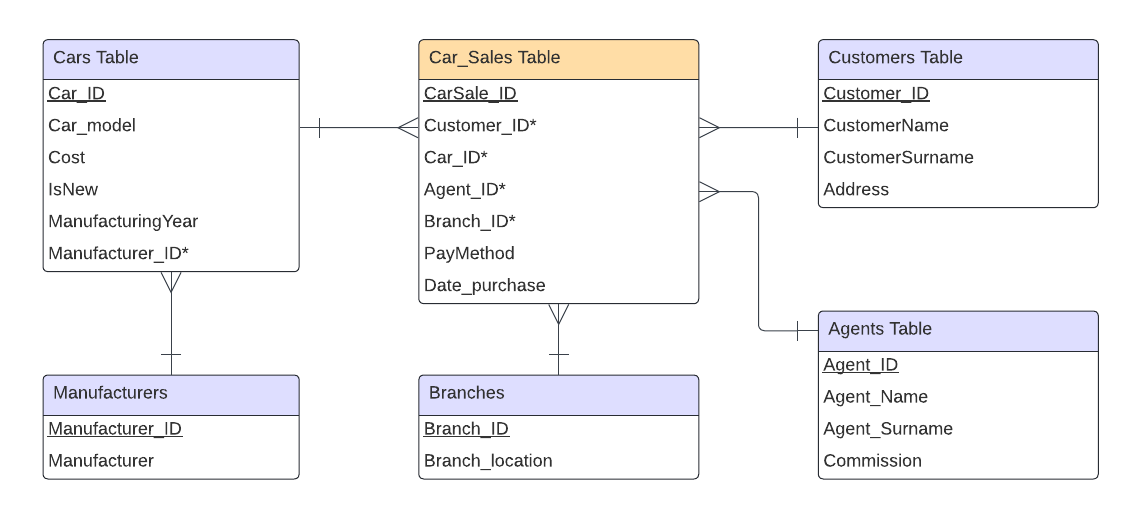 Cars Table
Car_ID
Car_model
Cost
IsNew
ManufacturingYear
Manufacturer_ID*
Car_Sales Table
CarSale_ID
Customer_ID*
Car_ID*
Agent_ID*
Branch_ID*
PayMethod
Date_purchase
Customers Table
Customer_ID
CustomerName
CustomerSurname
Address
Manufacturers
Manufacturer_ID
Manufacturer
Branches
Branch_ID
Branch_location
Agents Table
Agent_ID
Agent_Name
Agent_Surname
Commission